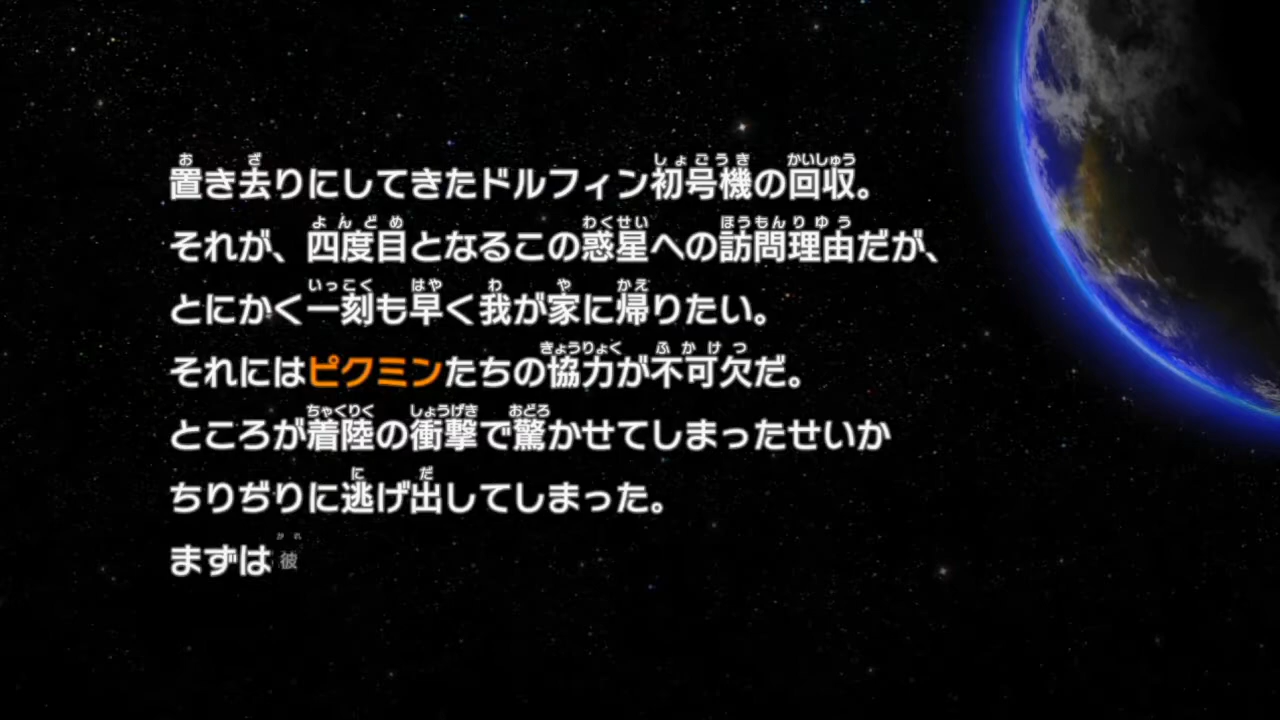 置き去りにしてきたドルフィン初号機の回収。
それが、四度目となるこの惑星への訪問理由だが、
とにかく一刻も早く我が家に帰りたい。
それにはピクミンたちの協力が不可欠だ。
ところが着陸の衝撃で驚かせてしまったせいか
ちりぢりに逃げ出してしまった。
まずは彼